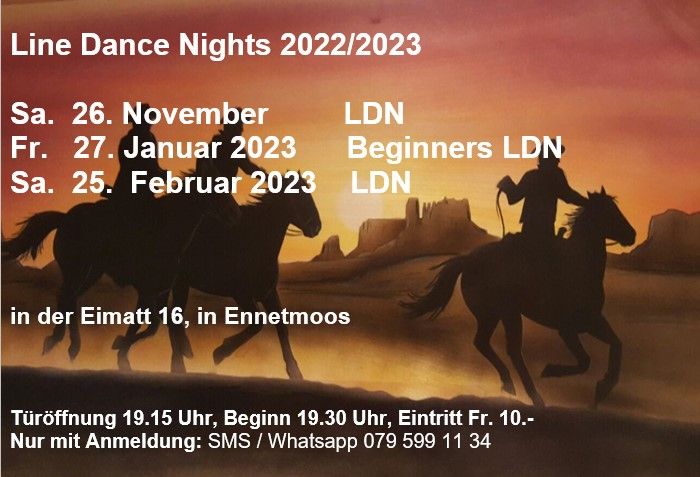 Line Dance Nights 2022/2023
Sa. 26. November LDN
Fr. 27. Januar 2023 Beginners LDN
Sa. 25. Februar 2023 LDN
in der Eimatt 16, in Ennetmoos
Türöffnung 19.15 Uhr, Beginn 19.30 Uhr, Eintritt Fr. 10.-
Nur mit Anmeldung: SMS / Whatsapp 079 599 11 34